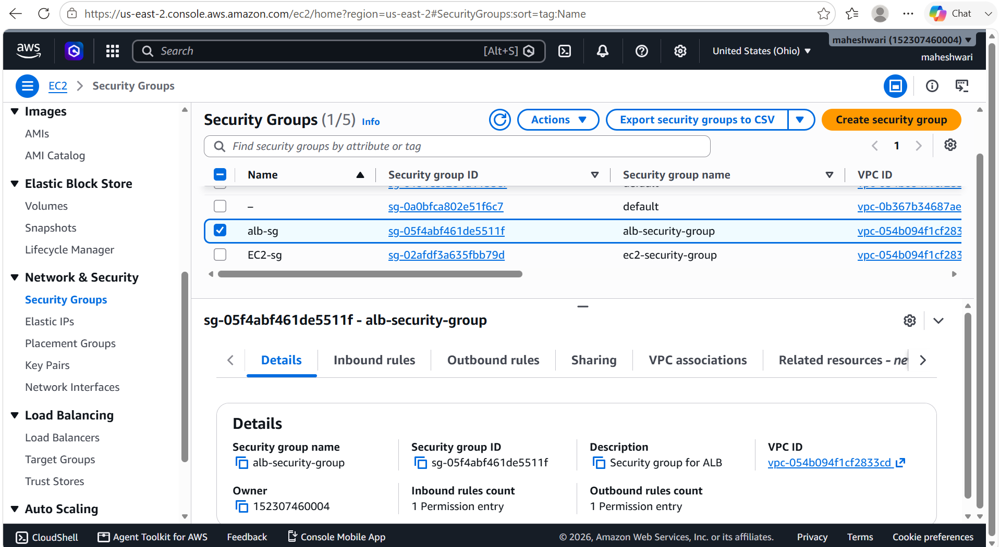 https://us-east-2.console.aws.amazon.com/ec2/home?region=us-east-2#SecurityGroups:sort=tag:Name
Chat
aws
Search
[Alt+S]
United States (Ohio)
maheshwari (152307460004)
maheshwari
EC2
Security Groups
Images
AMIs
AMI Catalog
Elastic Block Store
Volumes
Snapshots
Lifecycle Manager
Network & Security
Security Groups
Elastic IPs
Placement Groups
Key Pairs
Network Interfaces
Load Balancing
Load Balancers
Target Groups
Trust Stores
Auto Scaling
Security Groups (1/5) Info
Actions
Export security groups to CSV
Create security group
Find security groups by attribute or tag
1
Name Security group ID Security group name VPC ID
– sg-0a0bfca802e51f6c7 default vpc-0b367b34687ae
alb-sg sg-05f4abf461de5511f alb-security-group vpc-054b094f1cf283
EC2-sg sg-02afdf3a635fbb79d ec2-security-group vpc-054b094f1cf283
sg-05f4abf461de5511f - alb-security-group
Details Inbound rules Outbound rules Sharing VPC associations Related resources - ne
Details
Security group name
alb-security-group
Security group ID
sg-05f4abf461de5511f
Description
Security group for ALB
VPC ID
vpc-054b094f1cf2833cd
Owner
152307460004
Inbound rules count
1 Permission entry
Outbound rules count
1 Permission entry
CloudShell Agent Toolkit for AWS Feedback Console Mobile App © 2026, Amazon Web Services, Inc. or its affiliates. Privacy Terms Cookie preferences